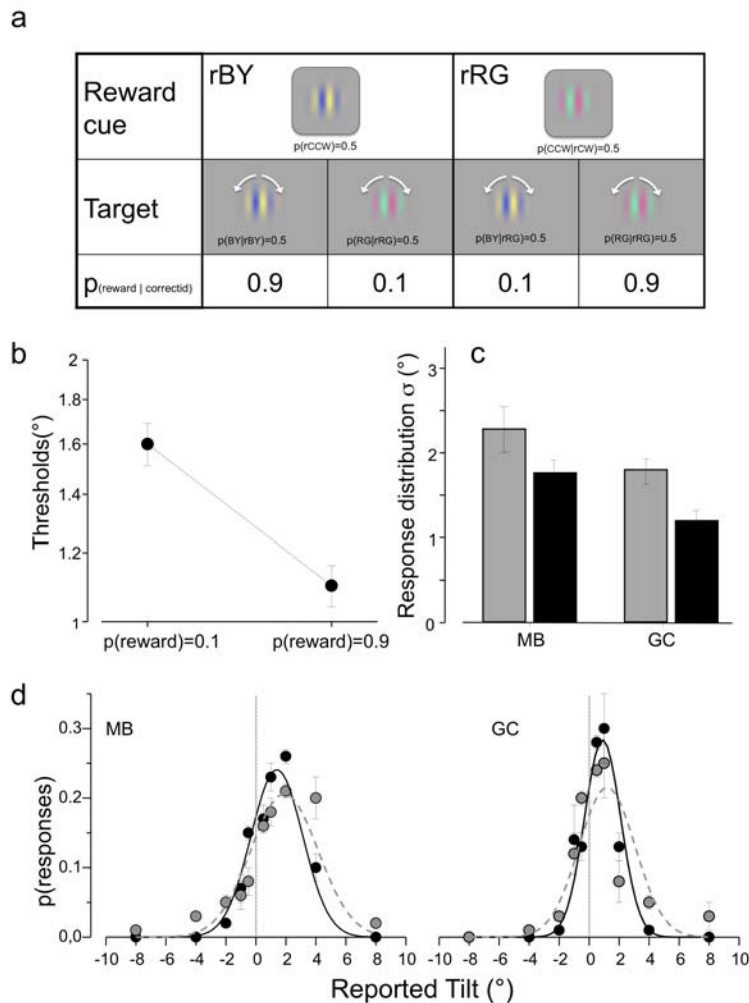 a
Reward cue
rBY
p(rCCW)=0.5
rRG
p(CCW|rCW)=0.5
Target
p(BY|rBY)=0.5
p(RG|rRG)=0.5
p(BY|rRG)=0.5
p(RG|rRG)=0.5
p(reward | correctid)
0.9
0.1
0.1
0.9
b
Thresholds(°)
2
1.8
1.6
1.4
1.2
1
p(reward)=0.1
p(reward)=0.9
c
Response distribution σ (°)
3
2
1
0
MB
GC
d
p(responses)
0.3
0.2
0.1
0,0
MB
-10 -8 -6 -4 -2 0 2 4 6 8 10
GC
-10 -8 -6 -4 -2 0 2 4 6 8 10
Reported Tilt (°)